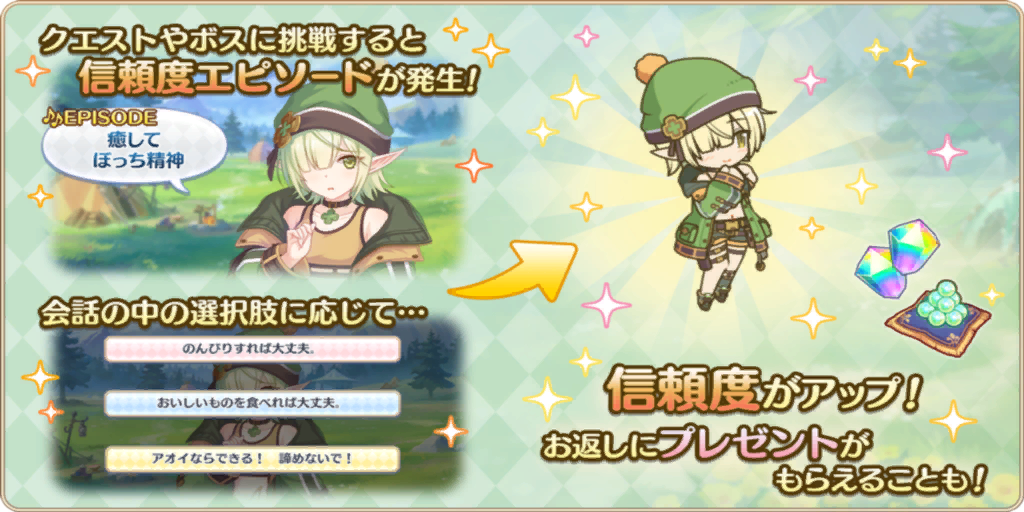 クエストやボスに挑戦すると
信頼度エピソードが発生!
EPISODE
癒して
ぼっち精神
会話の中の選択肢に応じて…
のんびりすれば大丈夫。
おいしいものを食べれば大丈夫。
アオイならできる！　諦めないで！
信頼度がアップ!
お返しにプレゼントが
もらえることも!